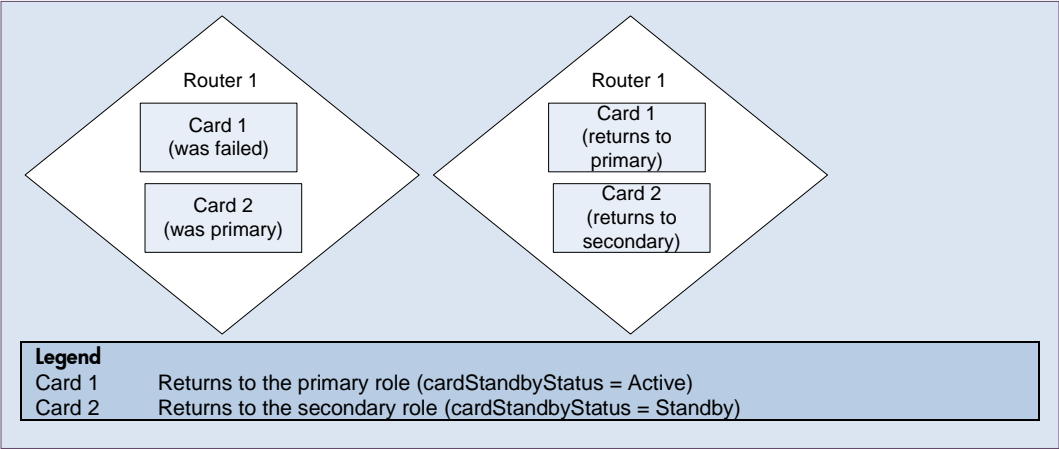 Router 1
Card 1
(was failed)
Card 2
(was primary)
Router 1
Card 1
(returns to
primary)
Card 2
(returns to
secondary)
Legend
Card 1 Returns to the primary role (cardStandbyStatus = Active)
Card 2 Returns to the secondary role (cardStandbyStatus = Standby)